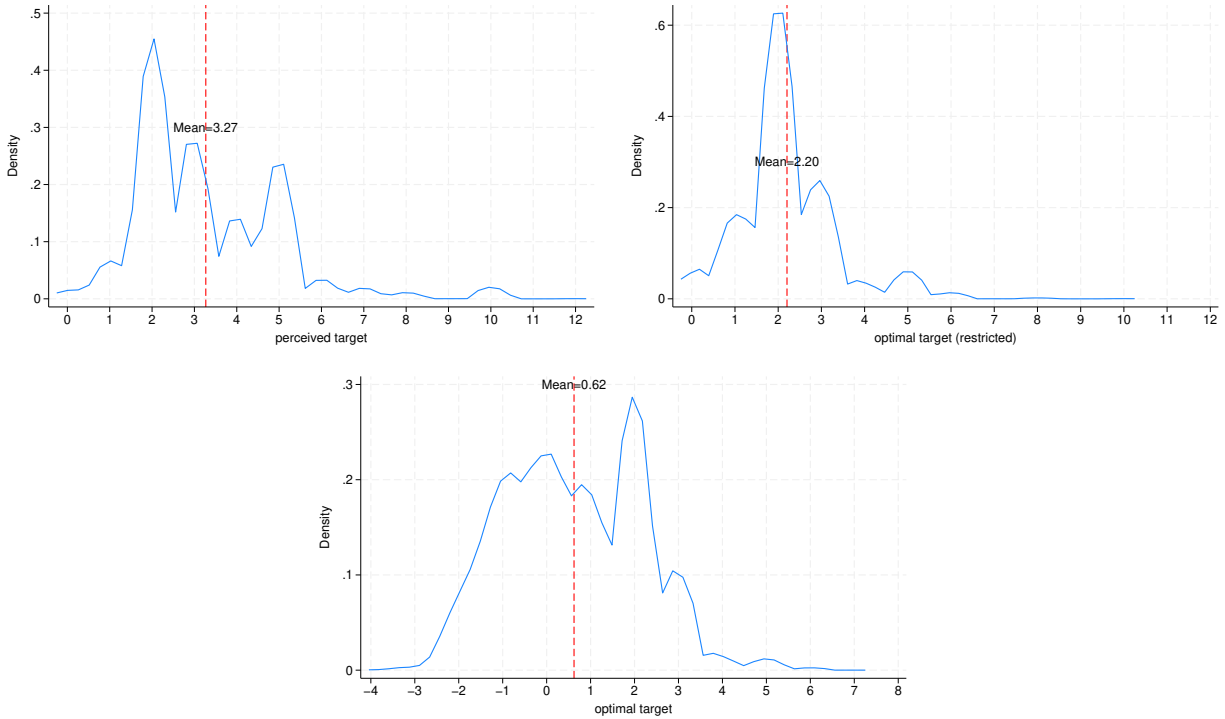 .5
.4
.3
.2
.1
0
Density
Mean=3.27
0 1 2 3 4 5 6 7 8 9 10 11 12
perceived target
.6
.4
.2
0
Density
Mean=2.20
0 1 2 3 4 5 6 7 8 9 10 11 12
optimal target (restricted)
.3
.2
.1
0
Density
Mean=0.62
−4 −3 −2 −1 0 1 2 3 4 5 6 7 8
optimal target